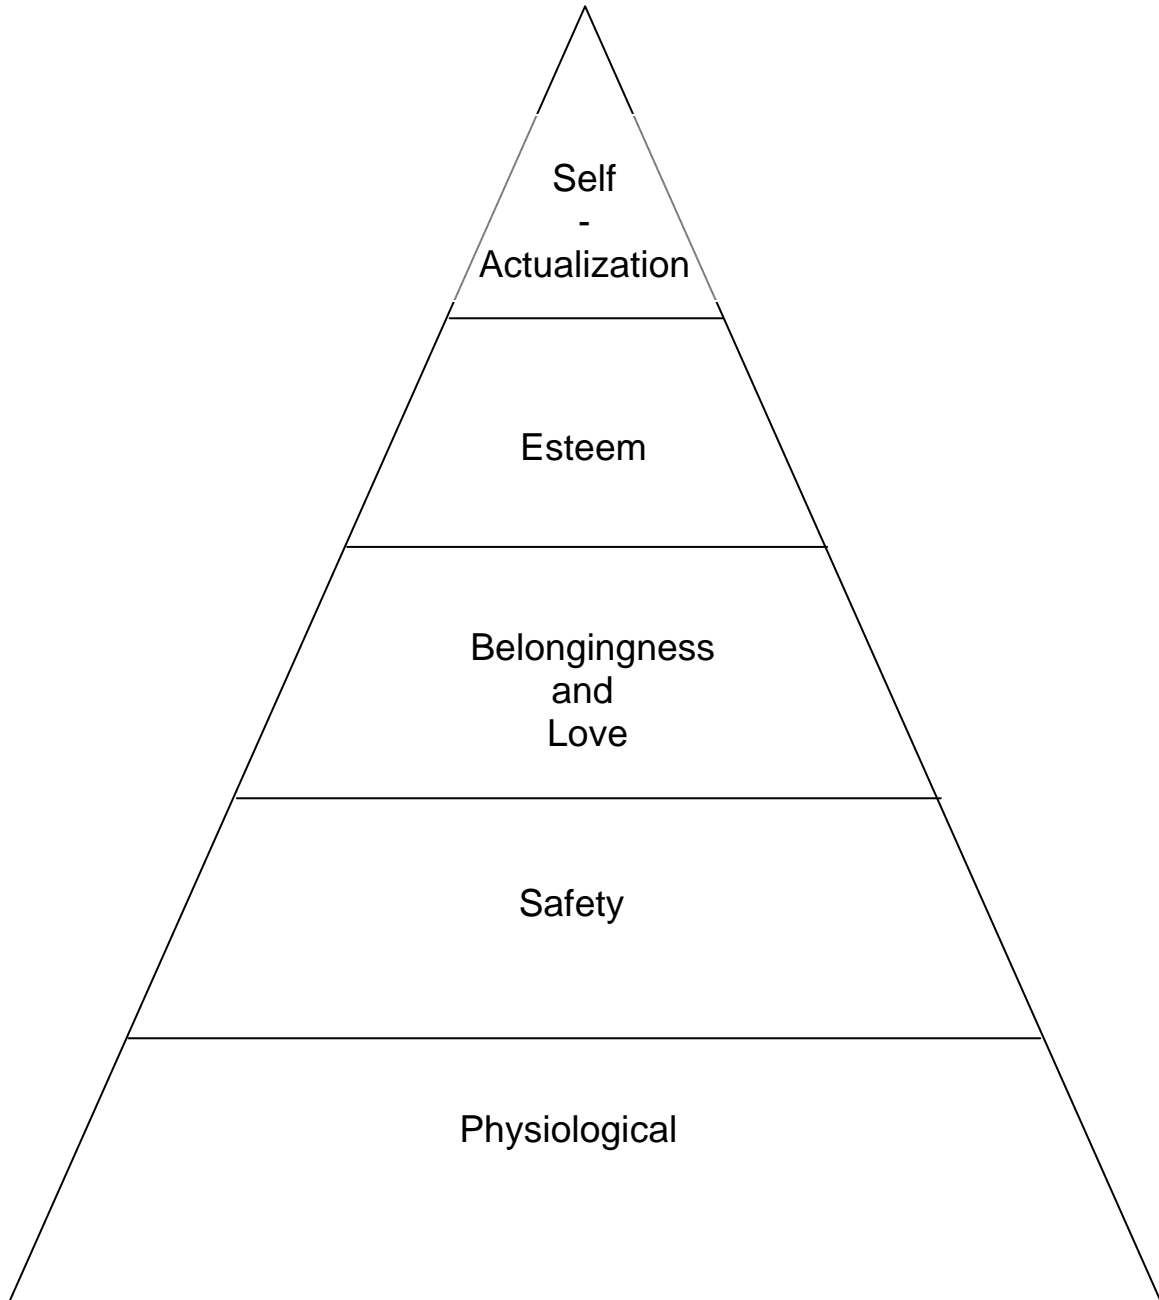 Self
-
Actualization
Esteem
Belongingness
and
Love
Safety
Physiological